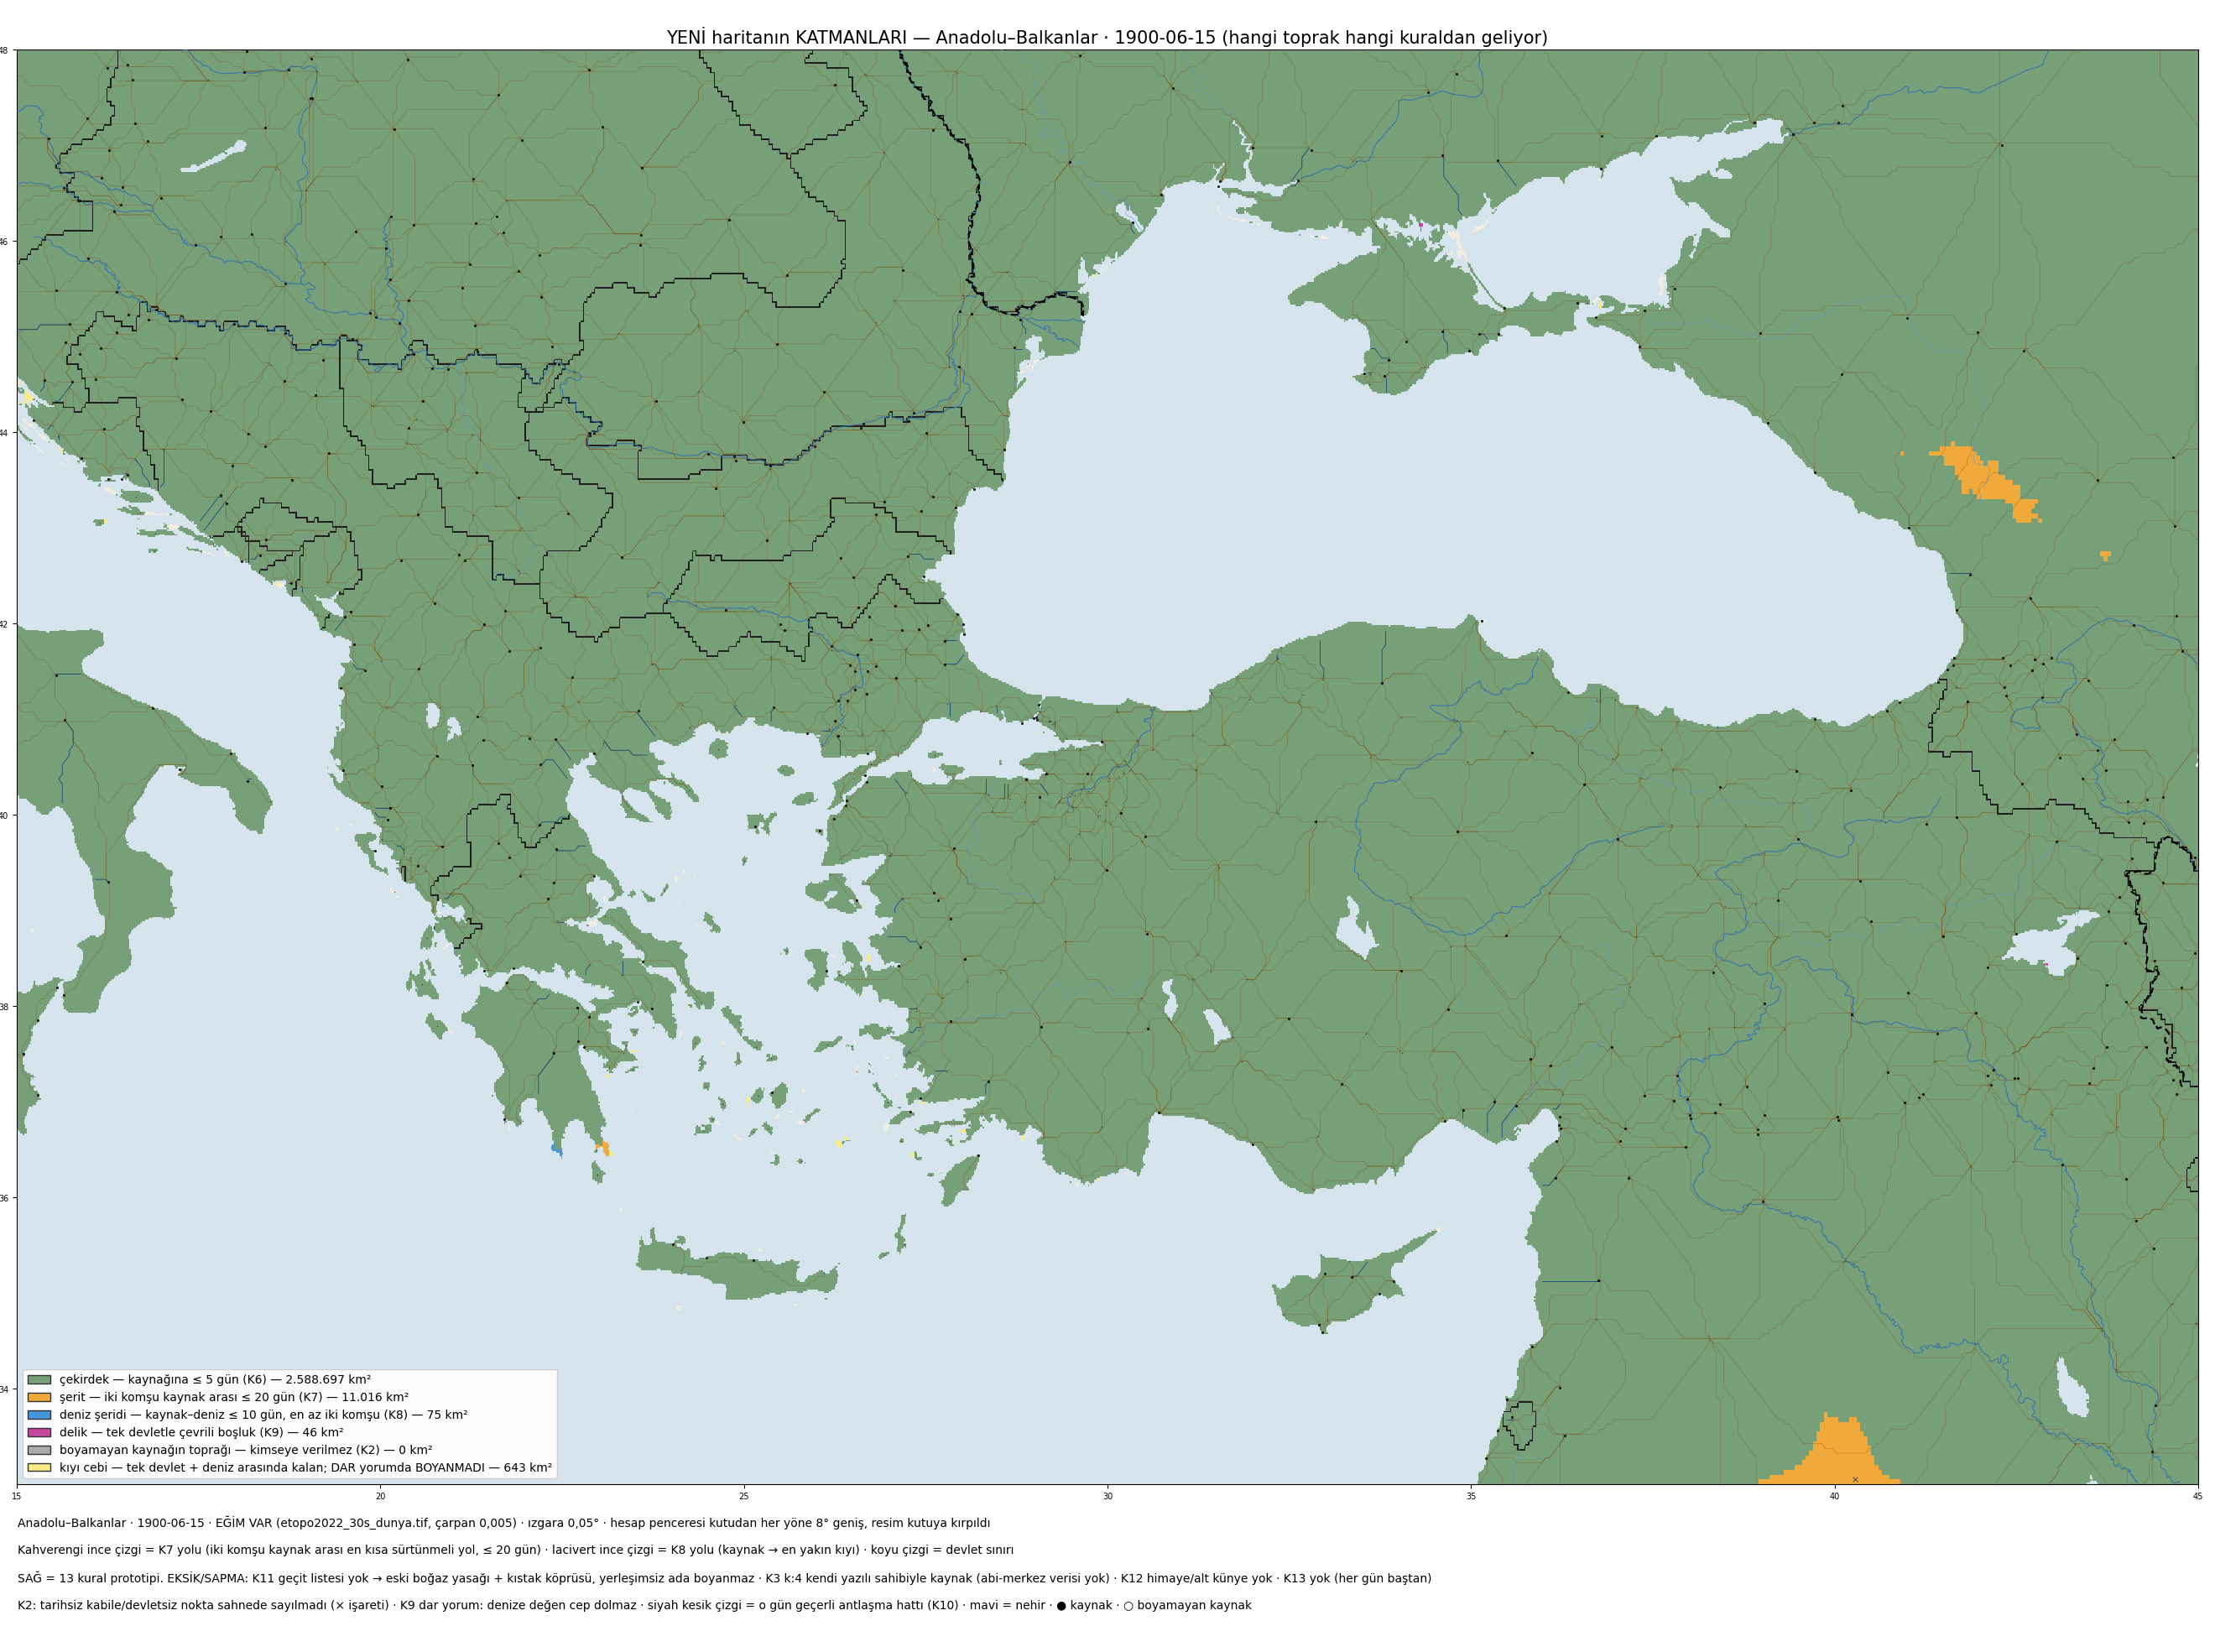 YENİ haritanın KATMANLARI — Anadolu–Balkanlar · 1900-06-15 (hangi toprak hangi kuraldan geliyor)
48
46
44
42
40
38
36
34
çekirdek — kaynağına ≤ 5 gün (K6) — 2.588.697 km²
şerit — iki komşu kaynak arası ≤ 20 gün (K7) — 11.016 km²
deniz şeridi — kaynak–deniz ≤ 10 gün, en az iki komşu (K8) — 75 km²
delik — tek devletle çevrili boşluk (K9) — 46 km²
boyamayan kaynağın toprağı — kimseye verilmez (K2) — 0 km²
kıyı cebi — tek devlet + deniz arasında kalan; DAR yorumda BOYANMADI — 643 km²
15 20 25 30 35 40 45
Anadolu–Balkanlar · 1900-06-15 · EĞİM VAR (etopo2022_30s_dunya.tif, çarpan 0,005) · ızgara 0,05° · hesap penceresi kutudan her yöne 8° geniş, resim kutuya kırpıldı
Kahverengi ince çizgi = K7 yolu (iki komşu kaynak arası en kısa sürtünmeli yol, ≤ 20 gün) · lacivert ince çizgi = K8 yolu (kaynak → en yakın kıyı) · koyu çizgi = devlet sınırı
SAĞ = 13 kural prototipi. EKSİK/SAPMA: K11 geçit listesi yok → eski boğaz yasağı + kıstak köprüsü, yerleşimsiz ada boyanmaz · K3 k:4 kendi yazılı sahibiyle kaynak (abi-merkez verisi yok) · K12 himaye/alt künye yok · K13 yok (her gün baştan)
K2: tarihsiz kabile/devletsiz nokta sahnede sayılmadı (× işareti) · K9 dar yorum: denize değen cep dolmaz · siyah kesik çizgi = o gün geçerli antlaşma hattı (K10) · mavi = nehir · ● kaynak · ○ boyamayan kaynak